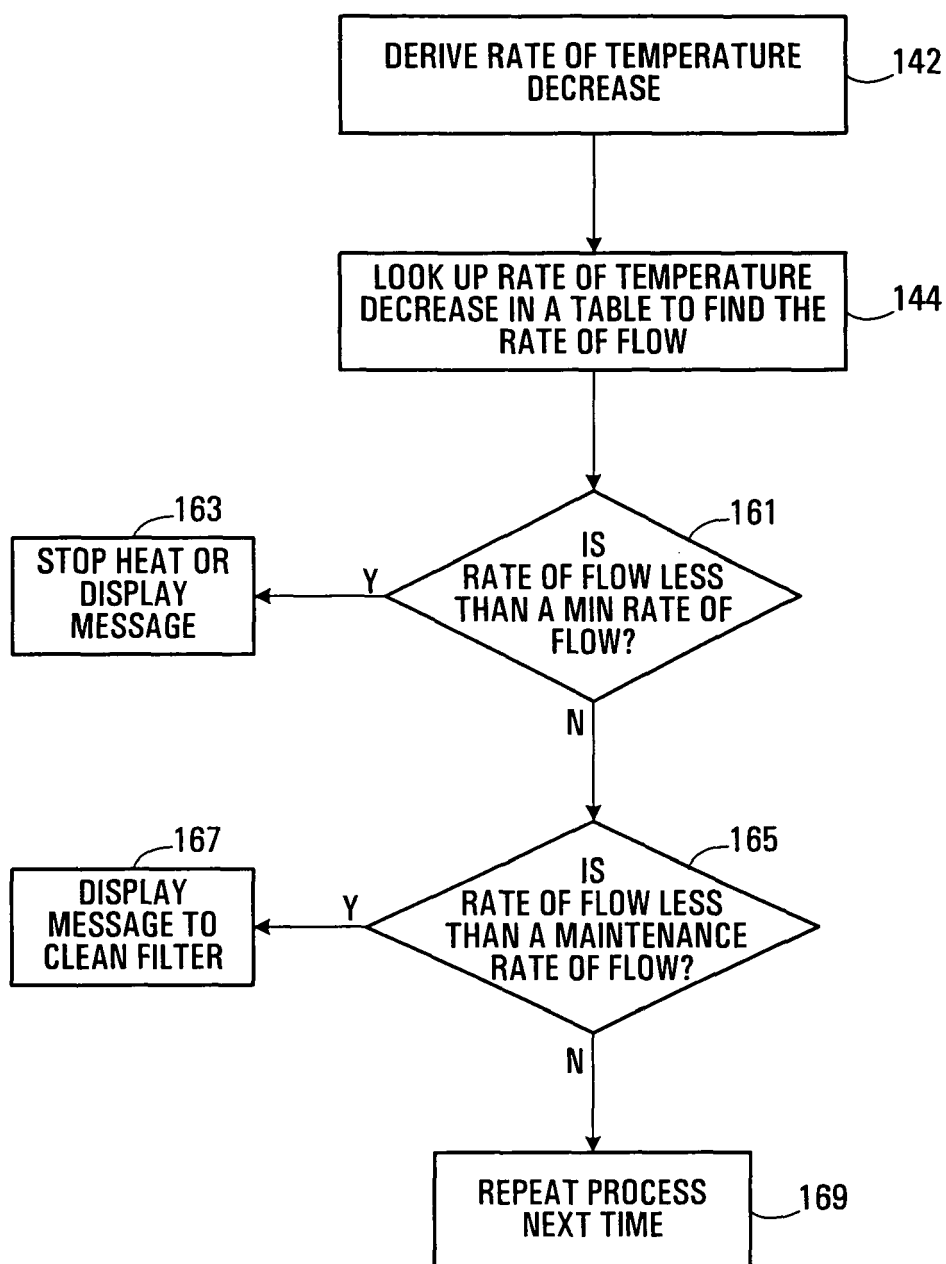 DERIVE RATE OF TEMPERATURE
DECREASE
142
LOOK UP RATE OF TEMPERATURE
DECREASE IN A TABLE TO FIND THE
RATE OF FLOW
144
163
161
STOP HEAT OR
DISPLAY
MESSAGE
Y
IS
RATE OF FLOW LESS
THAN A MIN RATE OF
FLOW?
N
167
165
DISPLAY
MESSAGE TO
CLEAN FILTER
Y
IS
RATE OF FLOW LESS
THAN A MAINTENANCE
RATE OF FLOW?
N
REPEAT PROCESS
NEXT TIME
169